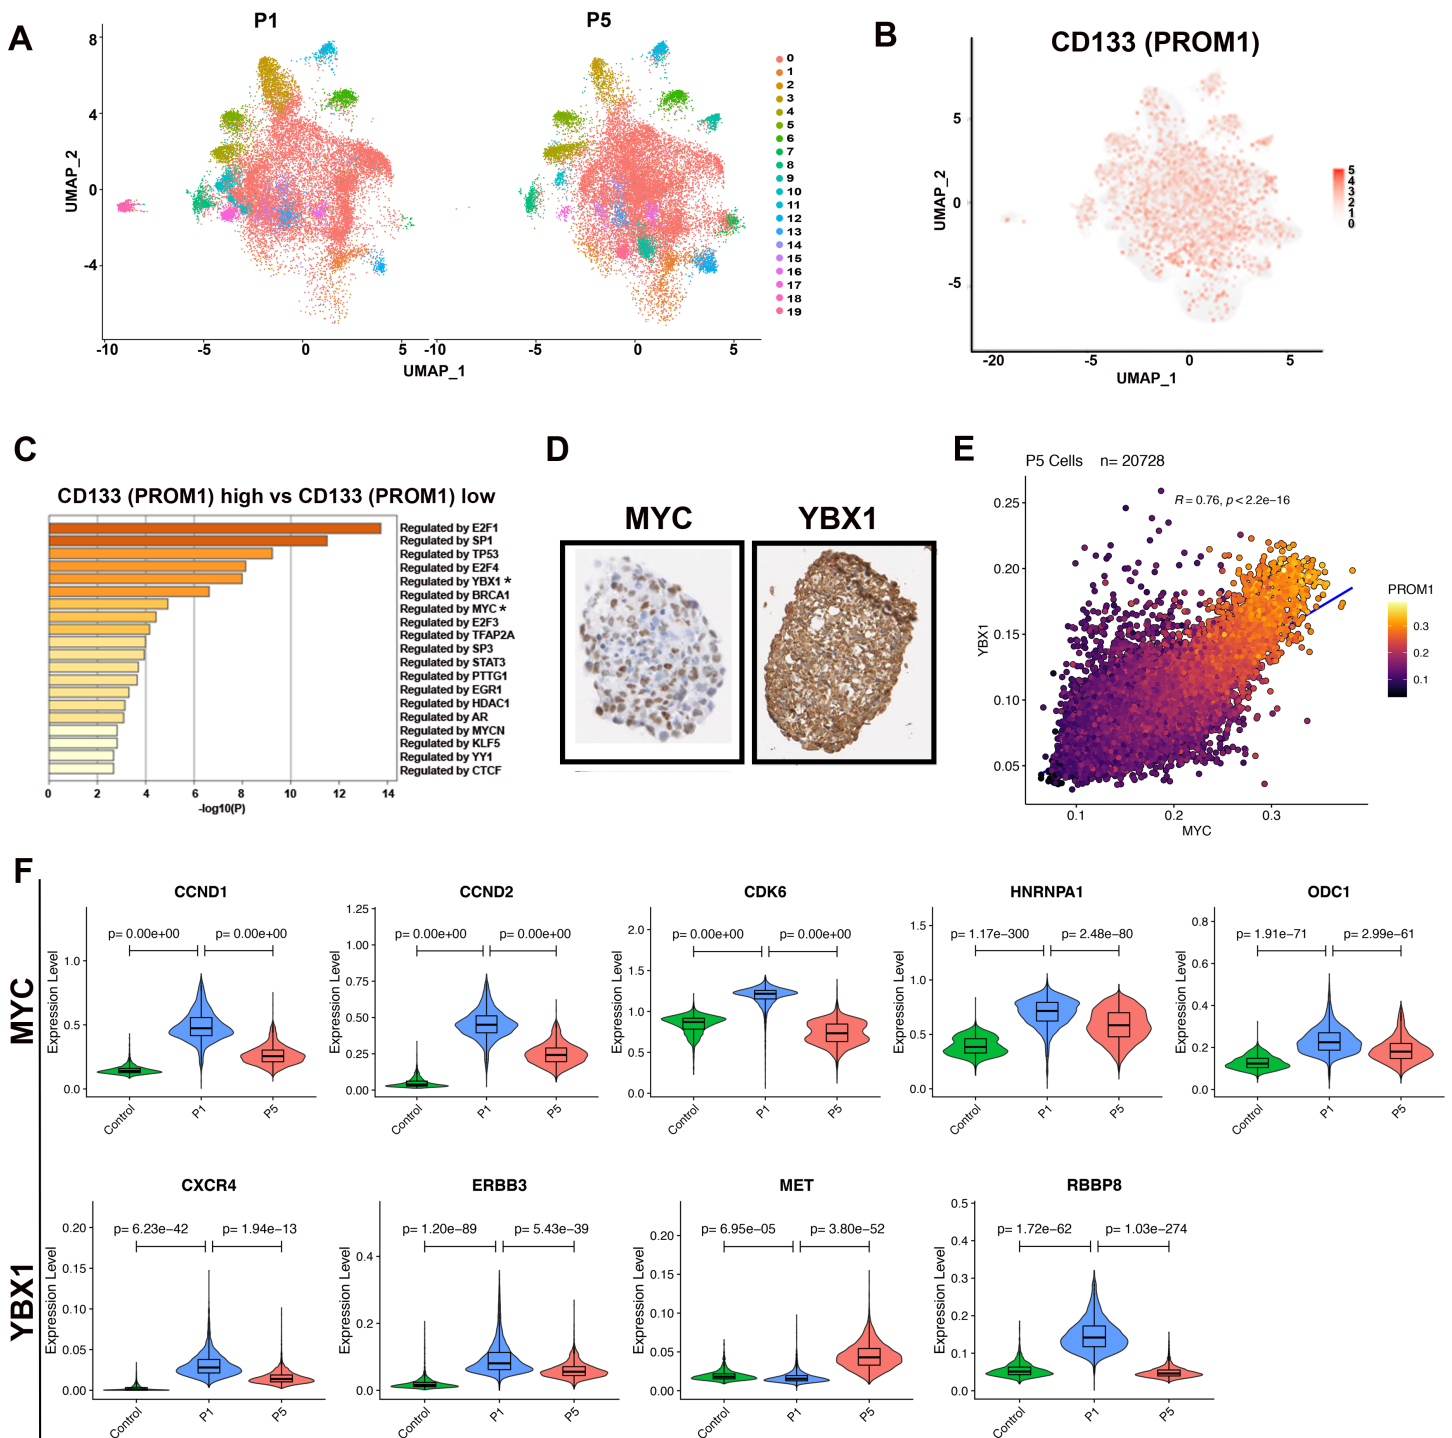 A
P1
P5
8
4
0
-4
UMAP_2
-10
-5
0
5
-10
-5
0
5
UMAP_1
0
1
2
3
4
5
6
7
8
9
10
11
12
13
14
15
16
17
18
19
B
CD133 (PROM1)
5
0
-5
UMAP_2
-20
-5
0
5
UMAP_1
5
4
3
2
1
0
C
CD133 (PROM1) high vs CD133 (PROM1) low
Regulated by E2F1
Regulated by SP1
Regulated by TP53
Regulated by E2F4
Regulated by YBX1 *
Regulated by BRCA1
Regulated by MYC *
Regulated by E2F3
Regulated by TFAP2A
Regulated by SP3
Regulated by STAT3
Regulated by PTTG1
Regulated by EGR1
Regulated by HDAC1
Regulated by AR
Regulated by MYCN
Regulated by KLF5
Regulated by YY1
Regulated by CTCF
0 2 4 6 8 10 12 14
-log10(P)
D
MYC
YBX1
E
P5 Cells n= 20728
R = 0.76, p < 2.2e−16
0.25
0.20
0.15
0.10
0.05
YBX1
0.1 0.2 0.3
MYC
PROM1
0.3
0.2
0.1
F
MYC
CCND1
p= 0.00e+00 p= 0.00e+00
1.0
0.5
0.0
Expression Level
Control P1 P5
CCND2
p= 0.00e+00 p= 0.00e+00
1.25
1.00
0.75
0.50
0.25
0.00
Expression Level
Control P1 P5
CDK6
p= 0.00e+00 p= 0.00e+00
2.0
1.5
1.0
0.5
0.0
Expression Level
Control P1 P5
HNRNPA1
p= 1.17e−300 p= 2.48e−80
1.5
1.0
0.5
0.0
Expression Level
Control P1 P5
ODC1
p= 1.91e−71 p= 2.99e−61
0.8
0.6
0.4
0.2
0.0
Expression Level
Control P1 P5
YBX1
CXCR4
p= 6.23e−42 p= 1.94e−13
0.20
0.15
0.10
0.05
0.00
Expression Level
Control P1 P5
ERBB3
p= 1.20e−89 p= 5.43e−39
0.4
0.2
0.0
Expression Level
Control P1 P5
MET
p= 6.95e−05 p= 3.80e−52
0.20
0.15
0.10
0.05
0.00
Expression Level
Control P1 P5
RBBP8
p= 1.72e−62 p= 1.03e−274
0.5
0.4
0.3
0.2
0.1
0.0
Expression Level
Control P1 P5